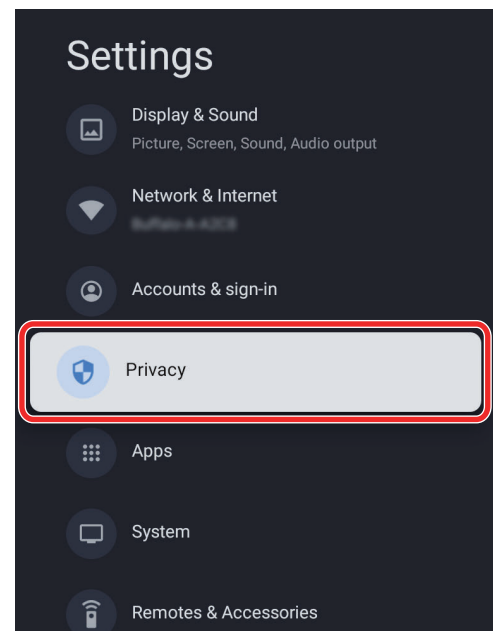 Settings
Display & Sound
Picture, Screen, Sound, Audio output
Network & Internet
Accounts & sign-in
Privacy
Apps
System
Remotes & Accessories